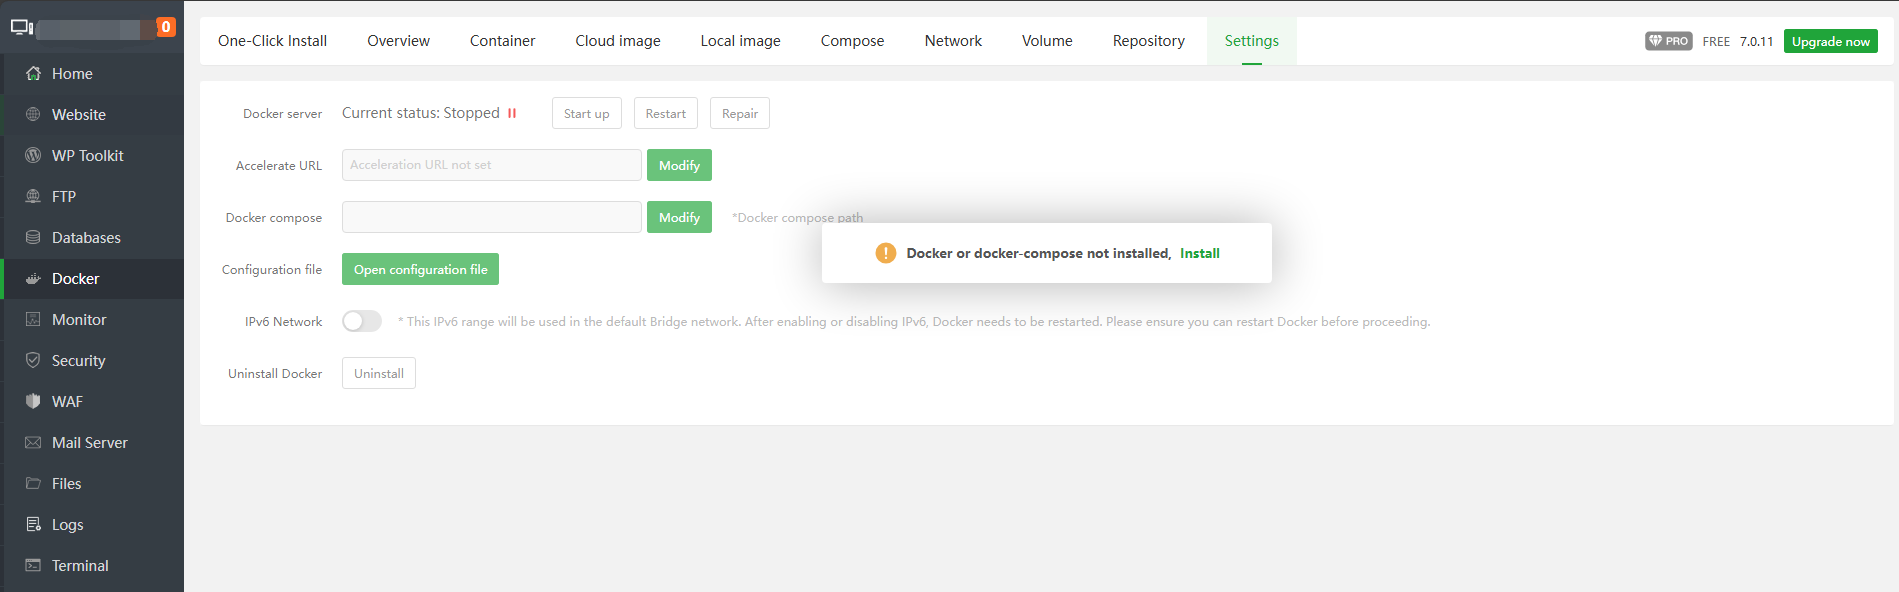 0
One-Click Install Overview Container Cloud image Local image Compose Network Volume Repository Settings PRO FREE 7.0.11 Upgrade now
Home
Website
WP Toolkit
FTP
Databases
Docker
Monitor
Security
WAF
Mail Server
Files
Logs
Terminal
Docker server Current status: Stopped Start up Restart Repair
Accelerate URL Acceleration URL not set Modify
Docker compose Modify *Docker compose path
Docker or docker-compose not installed, Install
Configuration file Open configuration file
IPv6 Network * This IPv6 range will be used in the default Bridge network. After enabling or disabling IPv6, Docker needs to be restarted. Please ensure you can restart Docker before proceeding.
Uninstall Docker Uninstall